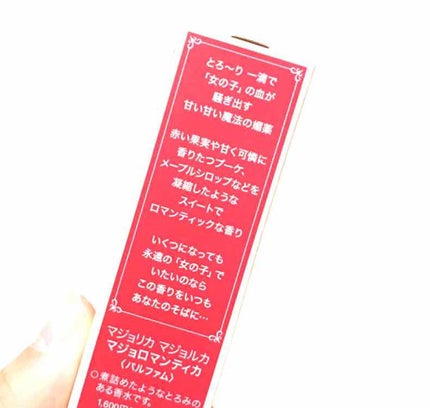 とろ〜り 一滴で
「女の子」の血が
騒ぎ出す
甘い甘い魔法の媚薬
赤い果実や甘く可憐に
香りたつブーケ、
メープルシロップなどを
凝縮したような
スイートで
ロマンティックな香り
いくつになっても
永遠の「女の子」で
いたいのなら
この香りをいつも
あなたのそばに…
マジョリカ マジョルカ
マジョロマンティカ
〈パルファム〉
○煮詰めたようなとろみの
ある香水です。
1,600